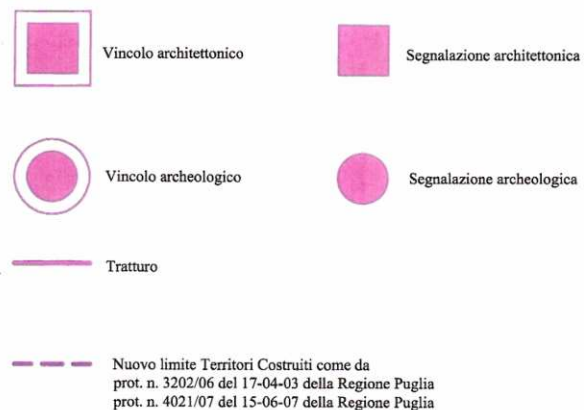 Vincolo architettonico
Segnalazione architettonica
Vincolo archeologico
Segnalazione archeologica
Tratturo
Nuovo limite Territori Costruiti come da
prot. n. 3202/06 del 17-04-03 della Regione Puglia
prot. n. 4021/07 del 15-06-07 della Regione Puglia